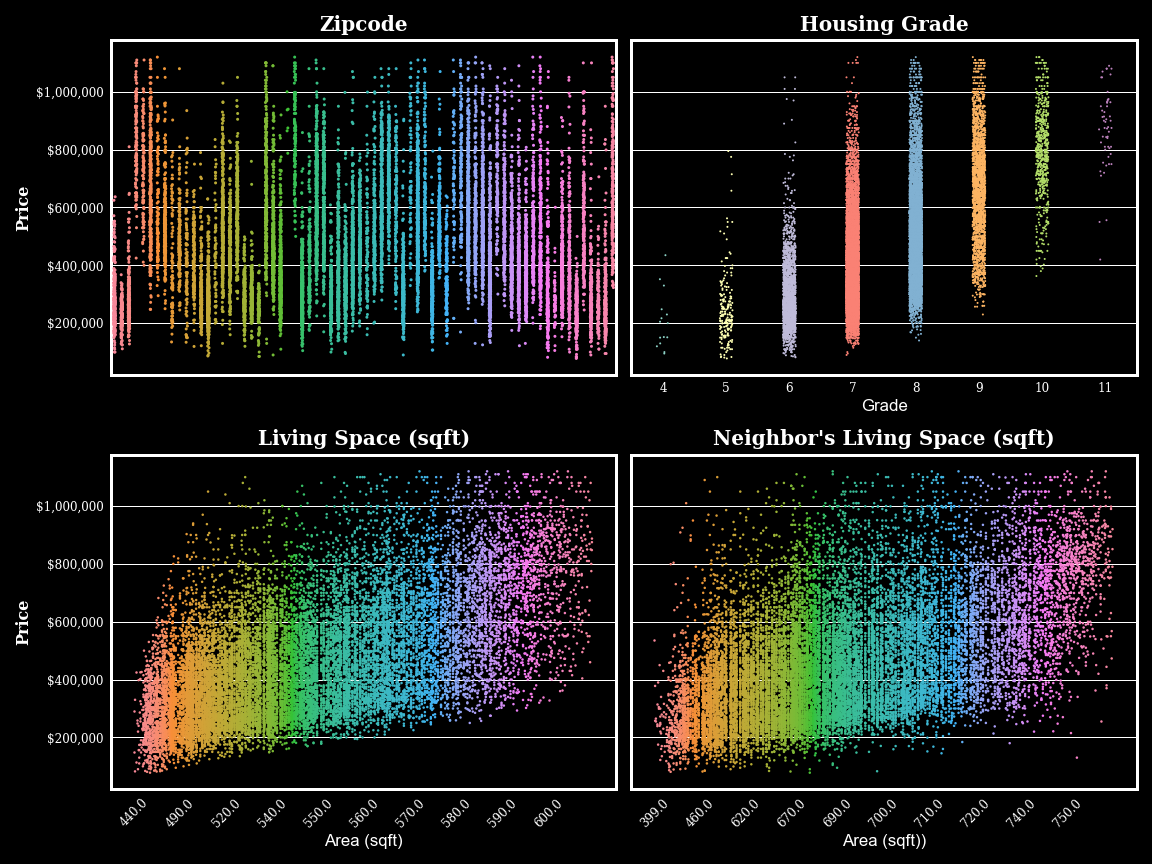 Zipcode
Housing Grade
Price
$1,000,000
$800,000
$600,000
$400,000
$200,000
4 5 6 7 8 9 10 11
Grade
Living Space (sqft)
Neighbor's Living Space (sqft)
Price
$1,000,000
$800,000
$600,000
$400,000
$200,000
440.0 490.0 520.0 540.0 550.0 560.0 570.0 580.0 590.0 600.0
399.0 460.0 620.0 670.0 690.0 700.0 710.0 720.0 740.0 750.0
Area (sqft)
Area (sqft))